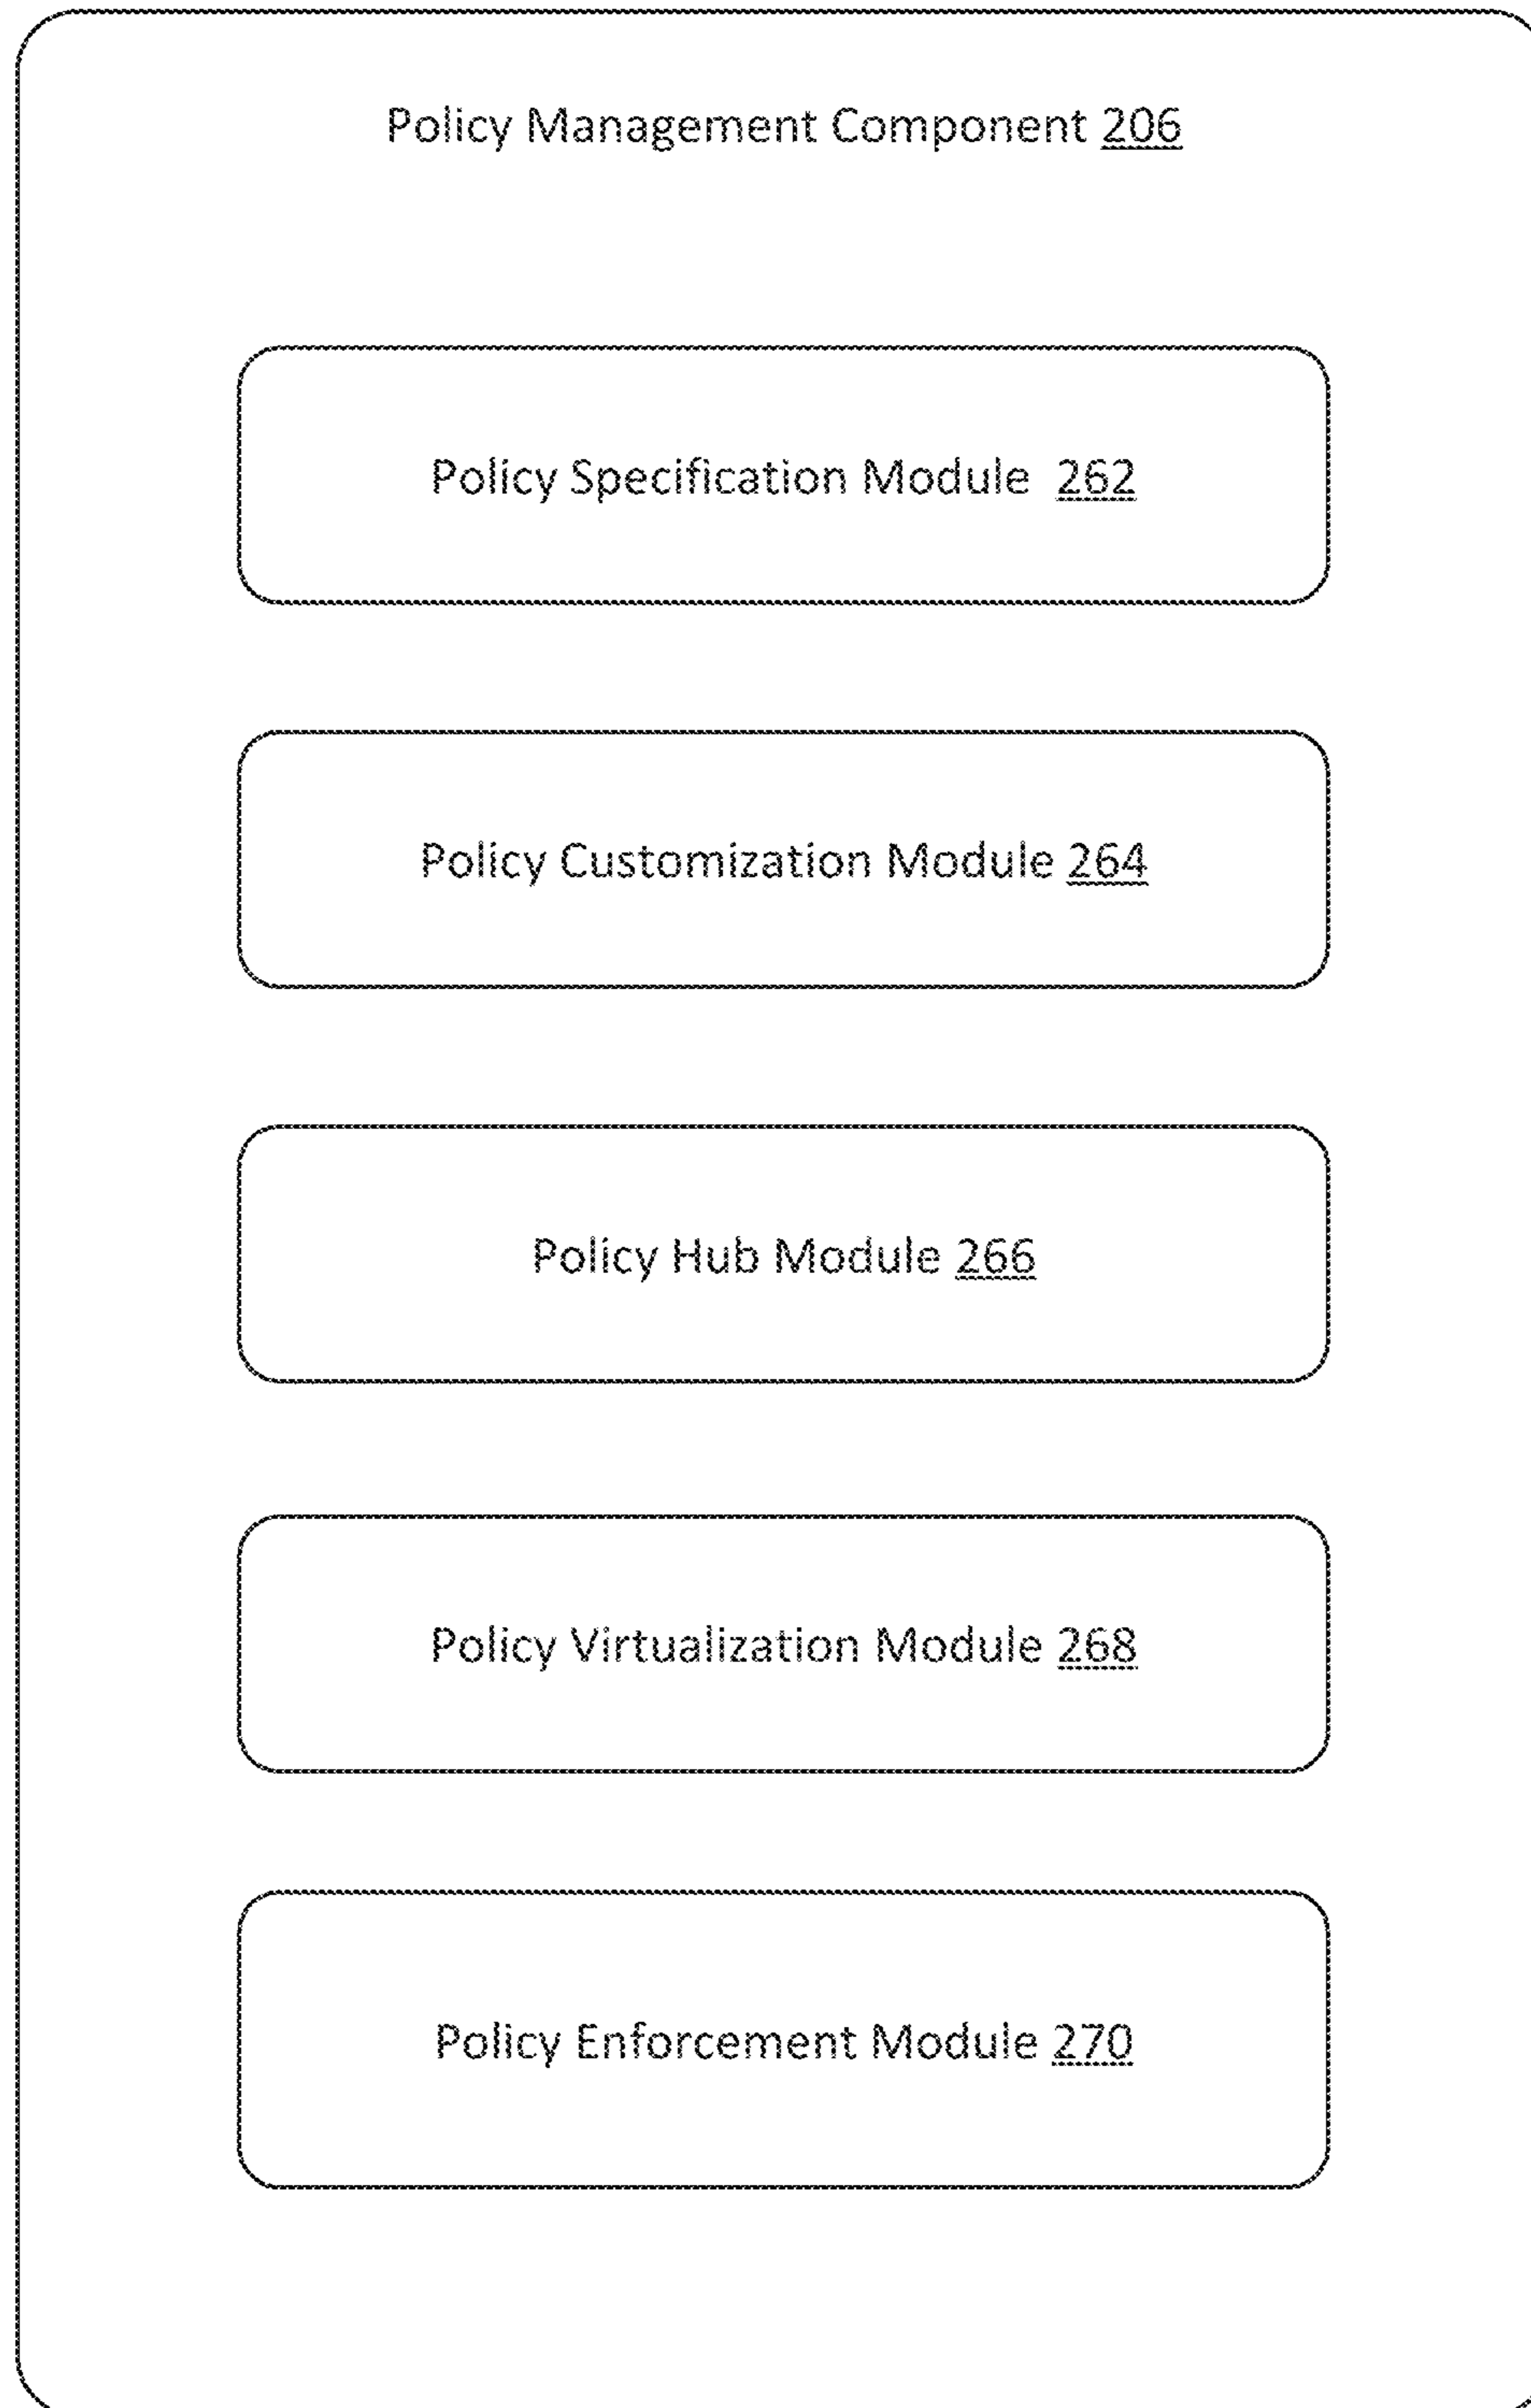 Policy Management Component 206
Policy Specification Module 262
Policy Customization Module 264
Policy Hub Module 266
Policy Virtualization Module 268
Policy Enforcement Module 270